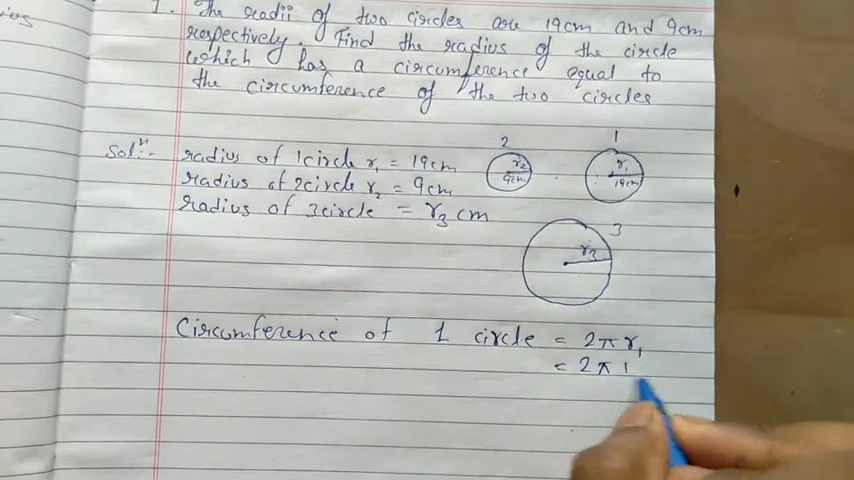 1. The radii of two circles are 19cm and 9cm
respectively. Find the radius of the circle
which has a circumference equal to
the circumference of the two circles
Solⁿ:- radius of 1 circle r₁ = 19cm
radius of 2 circle r₂ = 9cm
radius of 3 circle = r₃ cm
2
r₂
9cm
1
r₁
19cm
3
r₃
Circumference of 1 circle = 2πr₁
= 2π 1